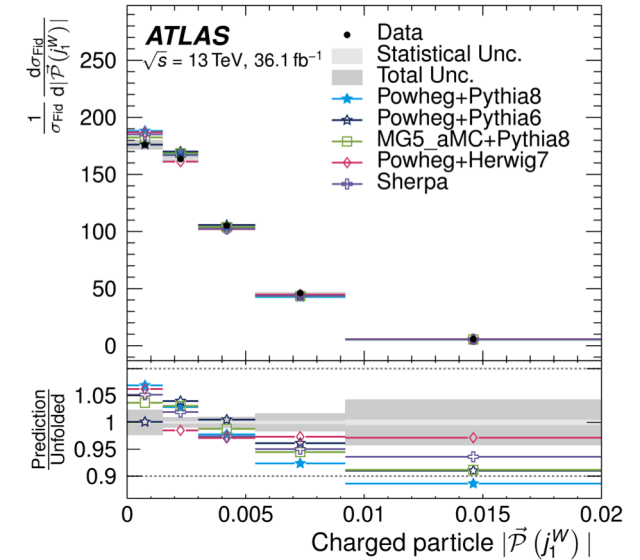 1/σFid dσFid/d|P⃗ (j₁ᵂ)|
ATLAS
√s = 13 TeV, 36.1 fb⁻¹
Data
Statistical Unc.
Total Unc.
Powheg+Pythia8
Powheg+Pythia6
MG5_aMC+Pythia8
Powheg+Herwig7
Sherpa
250
200
150
100
50
0
Prediction
Unfolded
1.05
1
0.95
0.9
0 0.005 0.01 0.015 0.02
Charged particle |P⃗ (j₁ᵂ) |